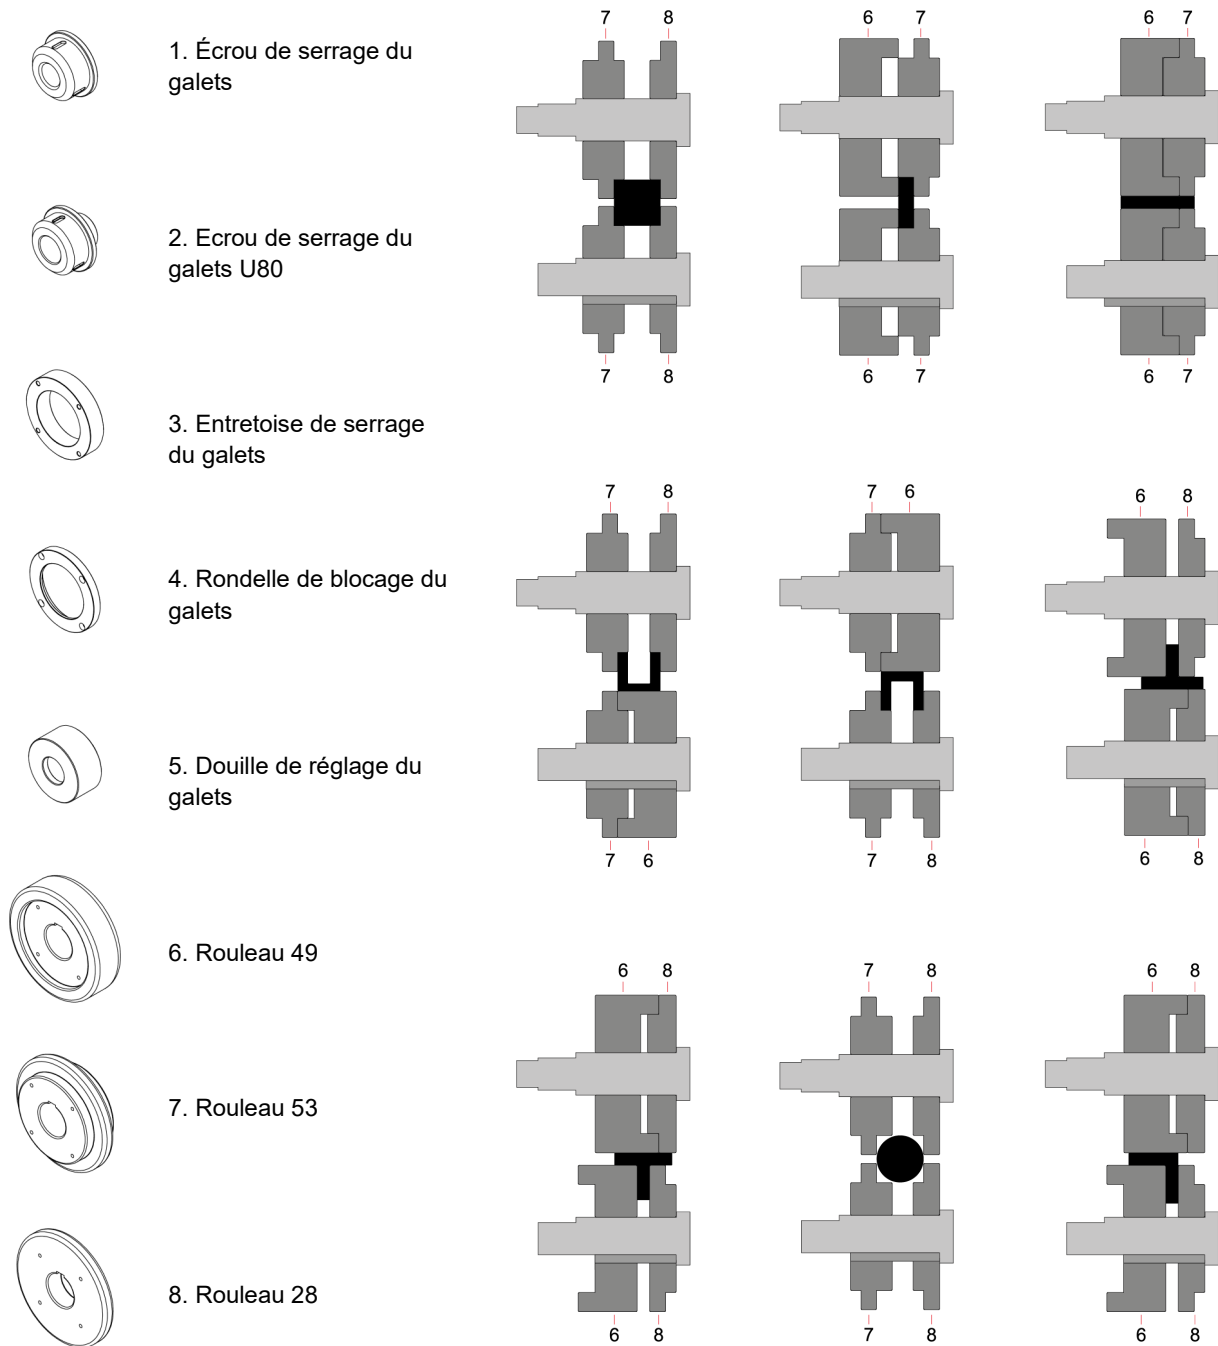 1. Écrou de serrage du
galets
2. Ecrou de serrage du
galets U80
3. Entretoise de serrage
du galets
4. Rondelle de blocage du
galets
5. Douille de réglage du
galets
6. Rouleau 49
7. Rouleau 53
8. Rouleau 28
7 8
7 8
6 7
6 7
6 7
6 7
7 8
7 6
7 6
7 8
6 8
6 8
6 8
6 8
7 8
7 8
6 8
6 8